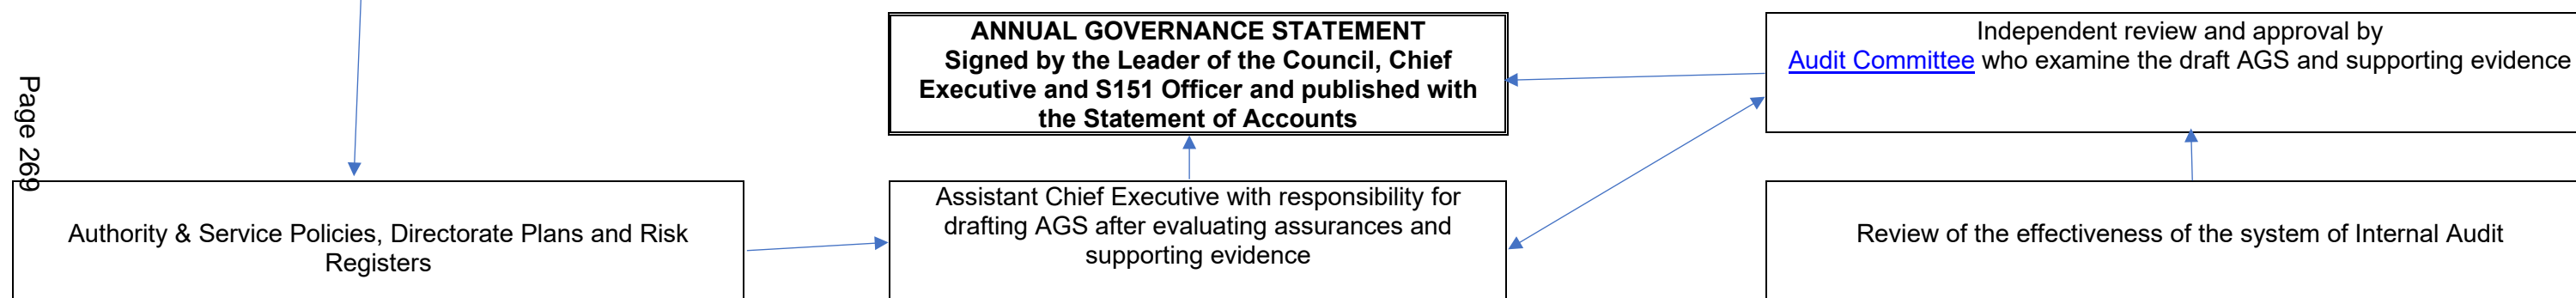 ANNUAL GOVERNANCE STATEMENT
Signed by the Leader of the Council, Chief
Executive and S151 Officer and published with
the Statement of Accounts
Independent review and approval by
Audit Committee who examine the draft AGS and supporting evidence
Page 269
Authority & Service Policies, Directorate Plans and Risk
Registers
Assistant Chief Executive with responsibility for
drafting AGS after evaluating assurances and
supporting evidence
Review of the effectiveness of the system of Internal Audit